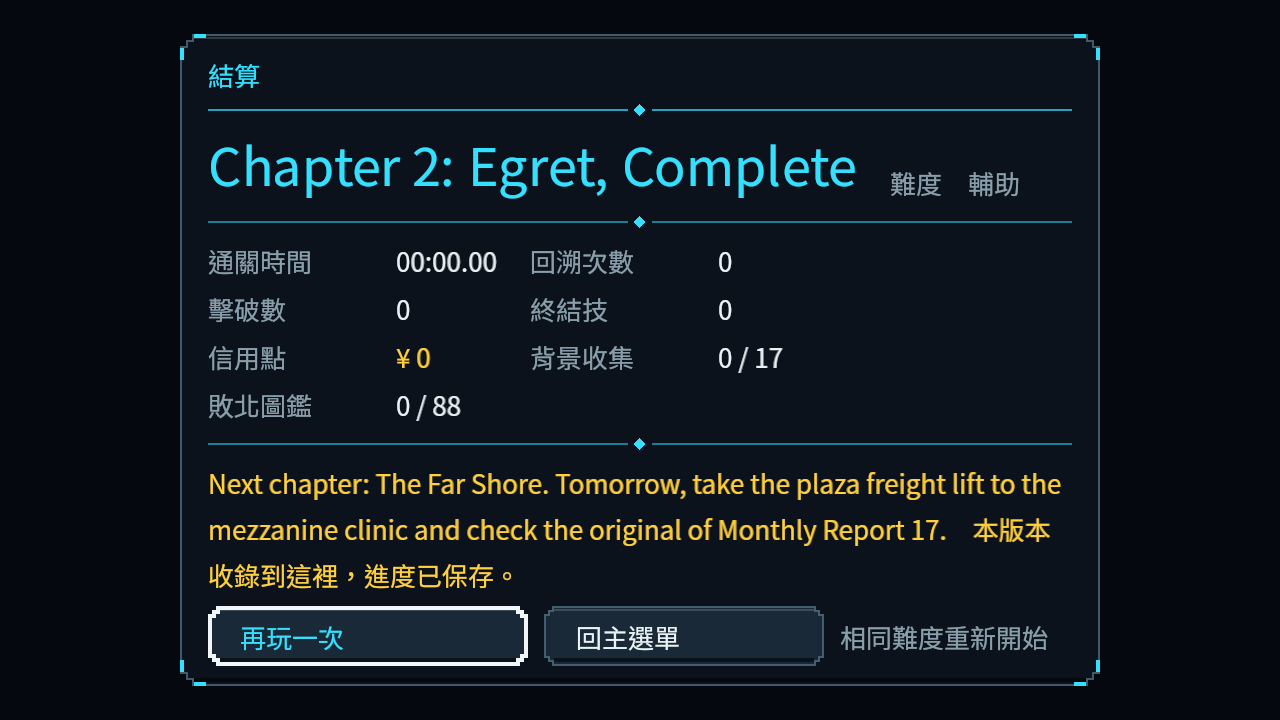 結算
Chapter 2: Egret, Complete 難度 輔助
通關時間 00:00.00 回溯次數 0
擊破數 0 終結技 0
信用點 ¥ 0 背景收集 0 / 17
敗北圖鑑 0 / 88
Next chapter: The Far Shore. Tomorrow, take the plaza freight lift to the
mezzanine clinic and check the original of Monthly Report 17. 本版本
收錄到這裡，進度已保存。
再玩一次 回主選單 相同難度重新開始